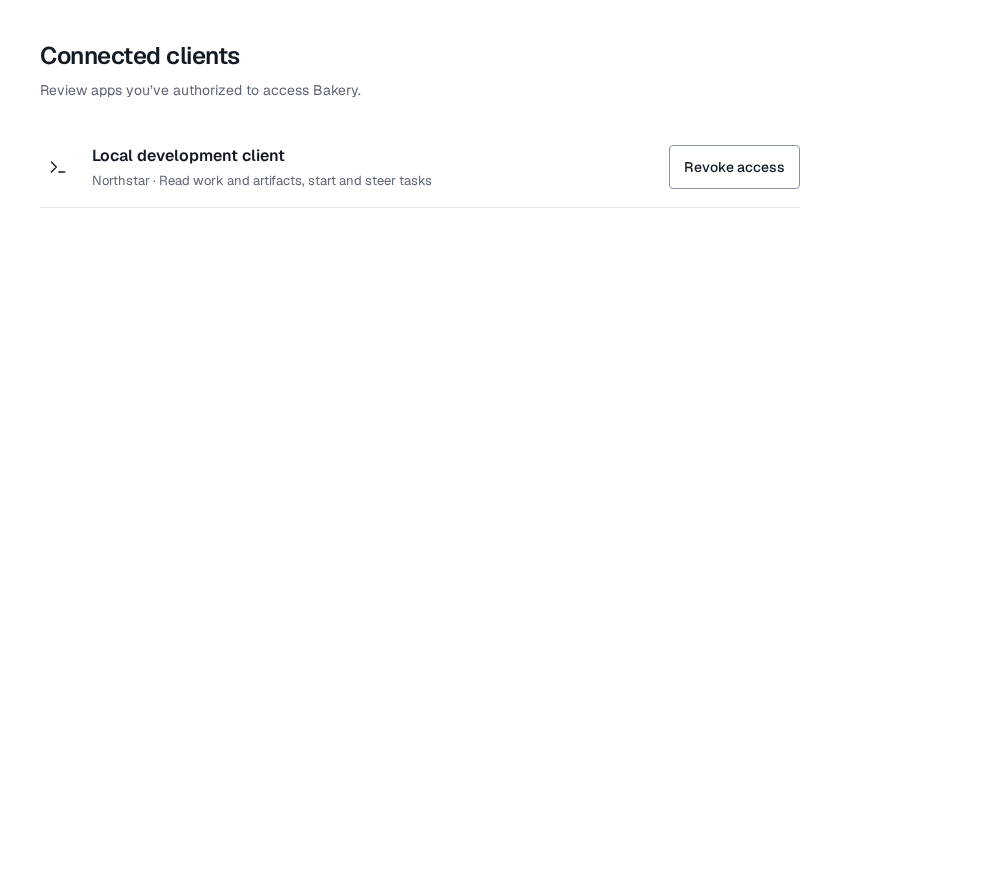 Connected clients
Review apps you've authorized to access Bakery.
Local development client
Northstar · Read work and artifacts, start and steer tasks
Revoke access